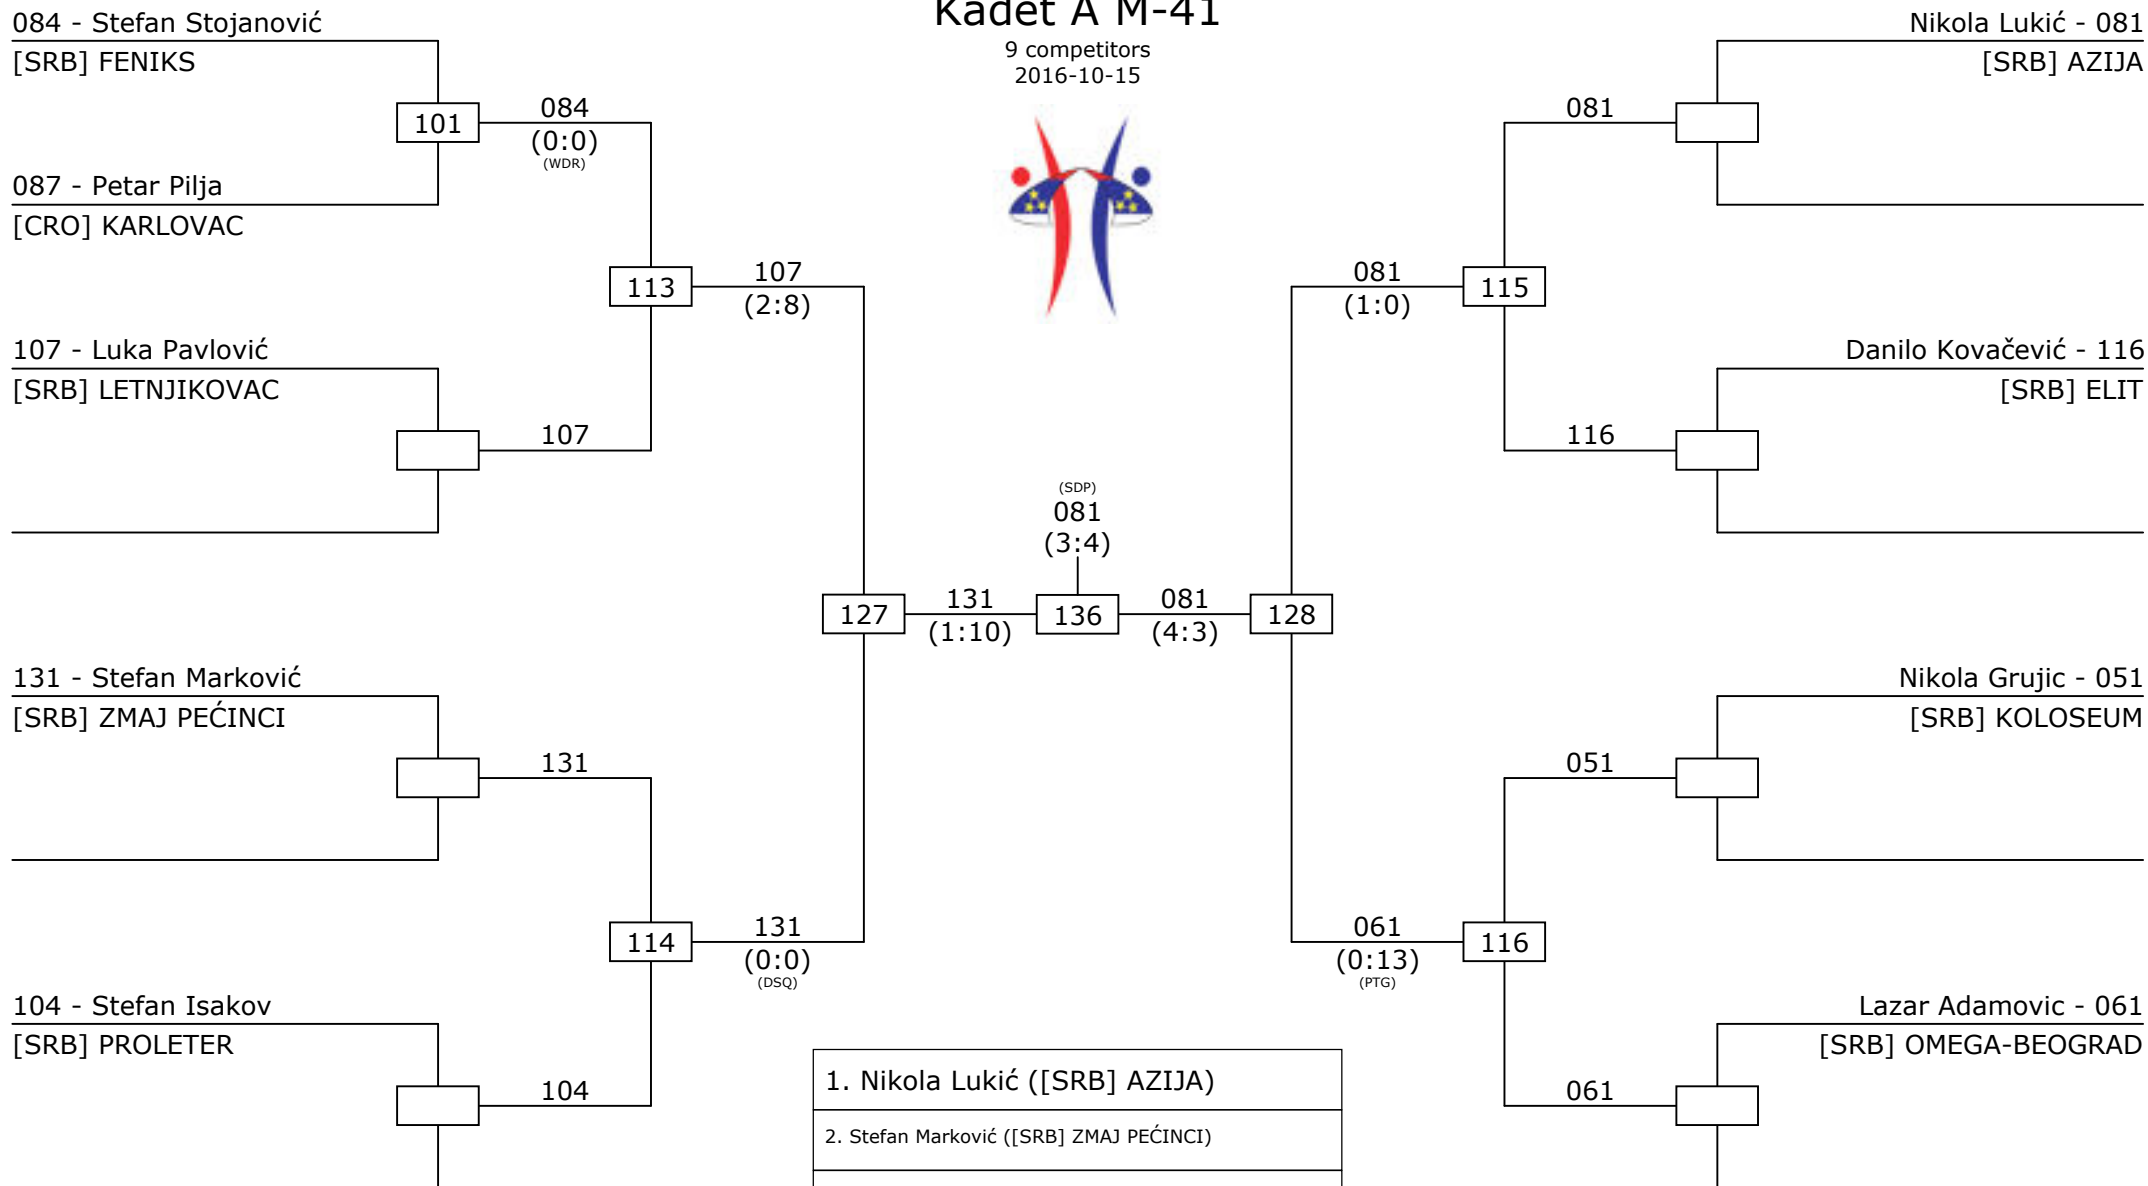 Kadet A M-41
9 competitors
2016-10-15
084 - Stefan Stojanović
[SRB] FENIKS
101
084
(0:0)
(WDR)
087 - Petar Pilja
[CRO] KARLOVAC
113
107
(2:8)
107 - Luka Pavlović
[SRB] LETNJIKOVAC
107
127
131
(1:10)
131 - Stefan Marković
[SRB] ZMAJ PEĆINCI
131
114
131
(0:0)
(DSQ)
104 - Stefan Isakov
[SRB] PROLETER
104
(SDP)
081
(3:4)
136
081
(4:3)
128
Nikola Lukić - 081
[SRB] AZIJA
081
081
(1:0)
115
Danilo Kovačević - 116
[SRB] ELIT
116
Nikola Grujic - 051
[SRB] KOLOSEUM
051
061
(0:13)
(PTG)
116
Lazar Adamovic - 061
[SRB] OMEGA-BEOGRAD
061
1. Nikola Lukić ([SRB] AZIJA)
2. Stefan Marković ([SRB] ZMAJ PEĆINCI)